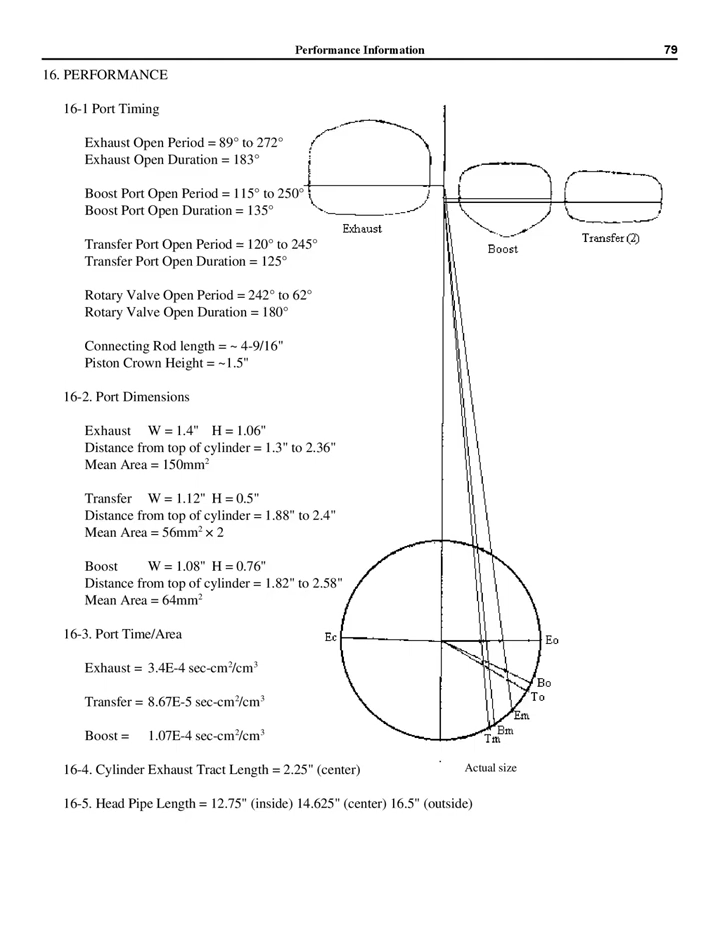 Performance Information 79
16. PERFORMANCE
16-1 Port Timing
Exhaust Open Period = 89° to 272°
Exhaust Open Duration = 183°
Boost Port Open Period = 115° to 250°
Boost Port Open Duration = 135°
Transfer Port Open Period = 120° to 245°
Transfer Port Open Duration = 125°
Rotary Valve Open Period = 242° to 62°
Rotary Valve Open Duration = 180°
Connecting Rod length = ~ 4-9/16"
Piston Crown Height = ~1.5"
16-2. Port Dimensions
Exhaust W = 1.4" H = 1.06"
Distance from top of cylinder = 1.3" to 2.36"
Mean Area = 150mm²
Transfer W = 1.12" H = 0.5"
Distance from top of cylinder = 1.88" to 2.4"
Mean Area = 56mm² × 2
Boost W = 1.08" H = 0.76"
Distance from top of cylinder = 1.82" to 2.58"
Mean Area = 64mm²
16-3. Port Time/Area
Exhaust = 3.4E-4 sec-cm²/cm³
Transfer = 8.67E-5 sec-cm²/cm³
Boost = 1.07E-4 sec-cm²/cm³
16-4. Cylinder Exhaust Tract Length = 2.25" (center)
16-5. Head Pipe Length = 12.75" (inside) 14.625" (center) 16.5" (outside)
Exhaust
Boost
Transfer (2)
Ec
Eo
Bo
To
Em
Bm
Tm
Actual size